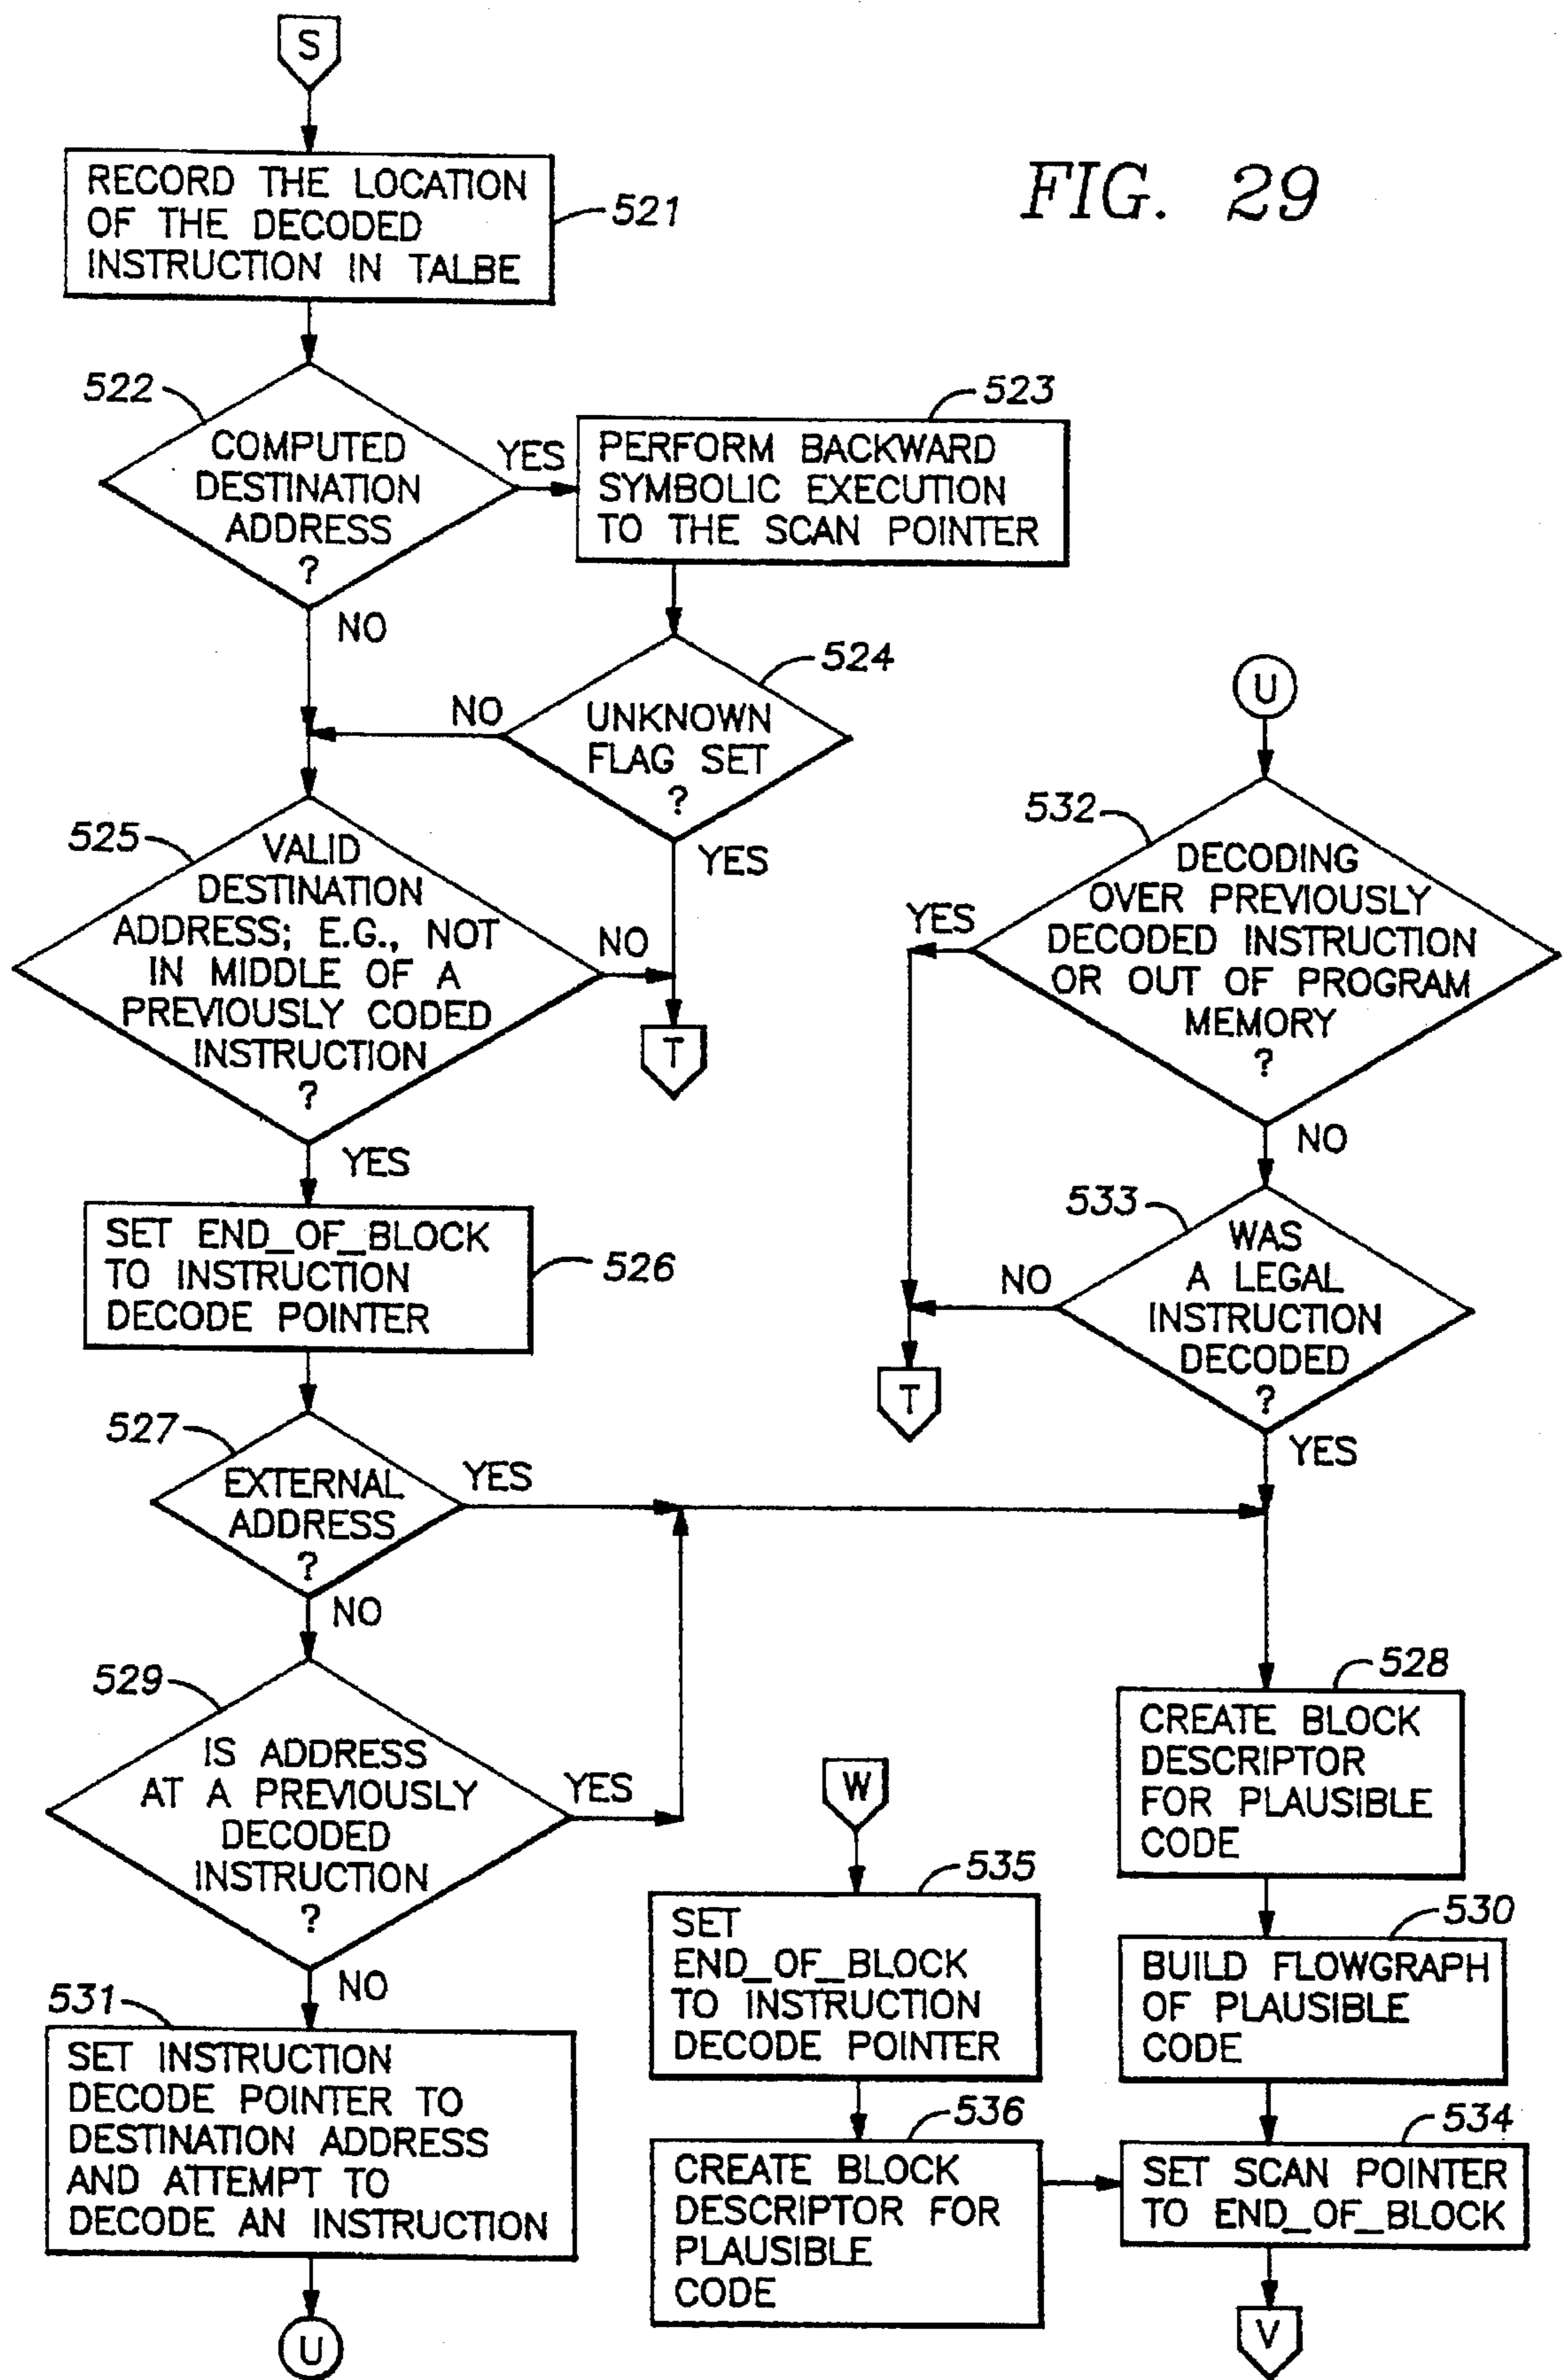 S
FIG. 29
RECORD THE LOCATION
OF THE DECODED
INSTRUCTION IN TALBE
521
522
COMPUTED
DESTINATION
ADDRESS
?
YES
NO
523
PERFORM BACKWARD
SYMBOLIC EXECUTION
TO THE SCAN POINTER
524
UNKNOWN
FLAG SET
?
NO
YES
525
VALID
DESTINATION
ADDRESS; E.G., NOT
IN MIDDLE OF A
PREVIOUSLY CODED
INSTRUCTION
?
NO
YES
T
526
SET END_OF_BLOCK
TO INSTRUCTION
DECODE POINTER
527
EXTERNAL
ADDRESS
?
YES
NO
529
IS ADDRESS
AT A PREVIOUSLY
DECODED
INSTRUCTION
?
YES
NO
531
SET INSTRUCTION
DECODE POINTER TO
DESTINATION ADDRESS
AND ATTEMPT TO
DECODE AN INSTRUCTION
U
U
532
DECODING
OVER PREVIOUSLY
DECODED INSTRUCTION
OR OUT OF PROGRAM
MEMORY
?
YES
NO
533
WAS
A LEGAL
INSTRUCTION
DECODED
?
NO
YES
T
528
CREATE BLOCK
DESCRIPTOR
FOR PLAUSIBLE
CODE
530
BUILD FLOWGRAPH
OF PLAUSIBLE
CODE
W
535
SET
END_OF_BLOCK
TO INSTRUCTION
DECODE POINTER
536
CREATE BLOCK
DESCRIPTOR FOR
PLAUSIBLE
CODE
534
SET SCAN POINTER
TO END_OF_BLOCK
V